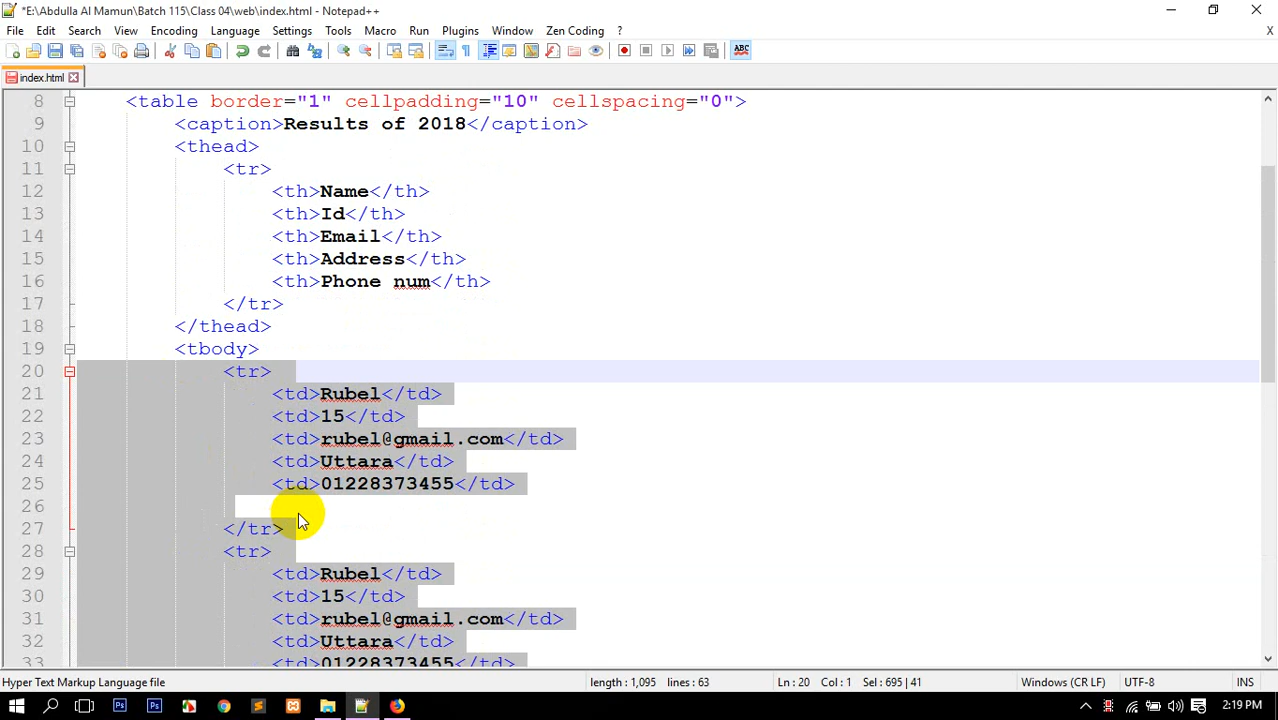 *E:\Abdulla Al Mamun\Batch 115\Class 04\web\index.html - Notepad++
File Edit Search View Encoding Language Settings Tools Macro Run Plugins Window Zen Coding ? X
ABC
index.html
8 <table border="1" cellpadding="10" cellspacing="0">
9 <caption>Results of 2018</caption>
10 <thead>
11 <tr>
12 <th>Name</th>
13 <th>Id</th>
14 <th>Email</th>
15 <th>Address</th>
16 <th>Phone num</th>
17 </tr>
18 </thead>
19 <tbody>
20 <tr>
21 <td>Rubel</td>
22 <td>15</td>
23 <td>rubel@gmail.com</td>
24 <td>Uttara</td>
25 <td>01228373455</td>
26
27 </tr>
28 <tr>
29 <td>Rubel</td>
30 <td>15</td>
31 <td>rubel@gmail.com</td>
32 <td>Uttara</td>
33 <td>01228373455</td>
Hyper Text Markup Language file length : 1,095 lines : 63 Ln : 20 Col : 1 Sel : 695 | 41 Windows (CR LF) UTF-8 INS
Ps Ps 2:19 PM